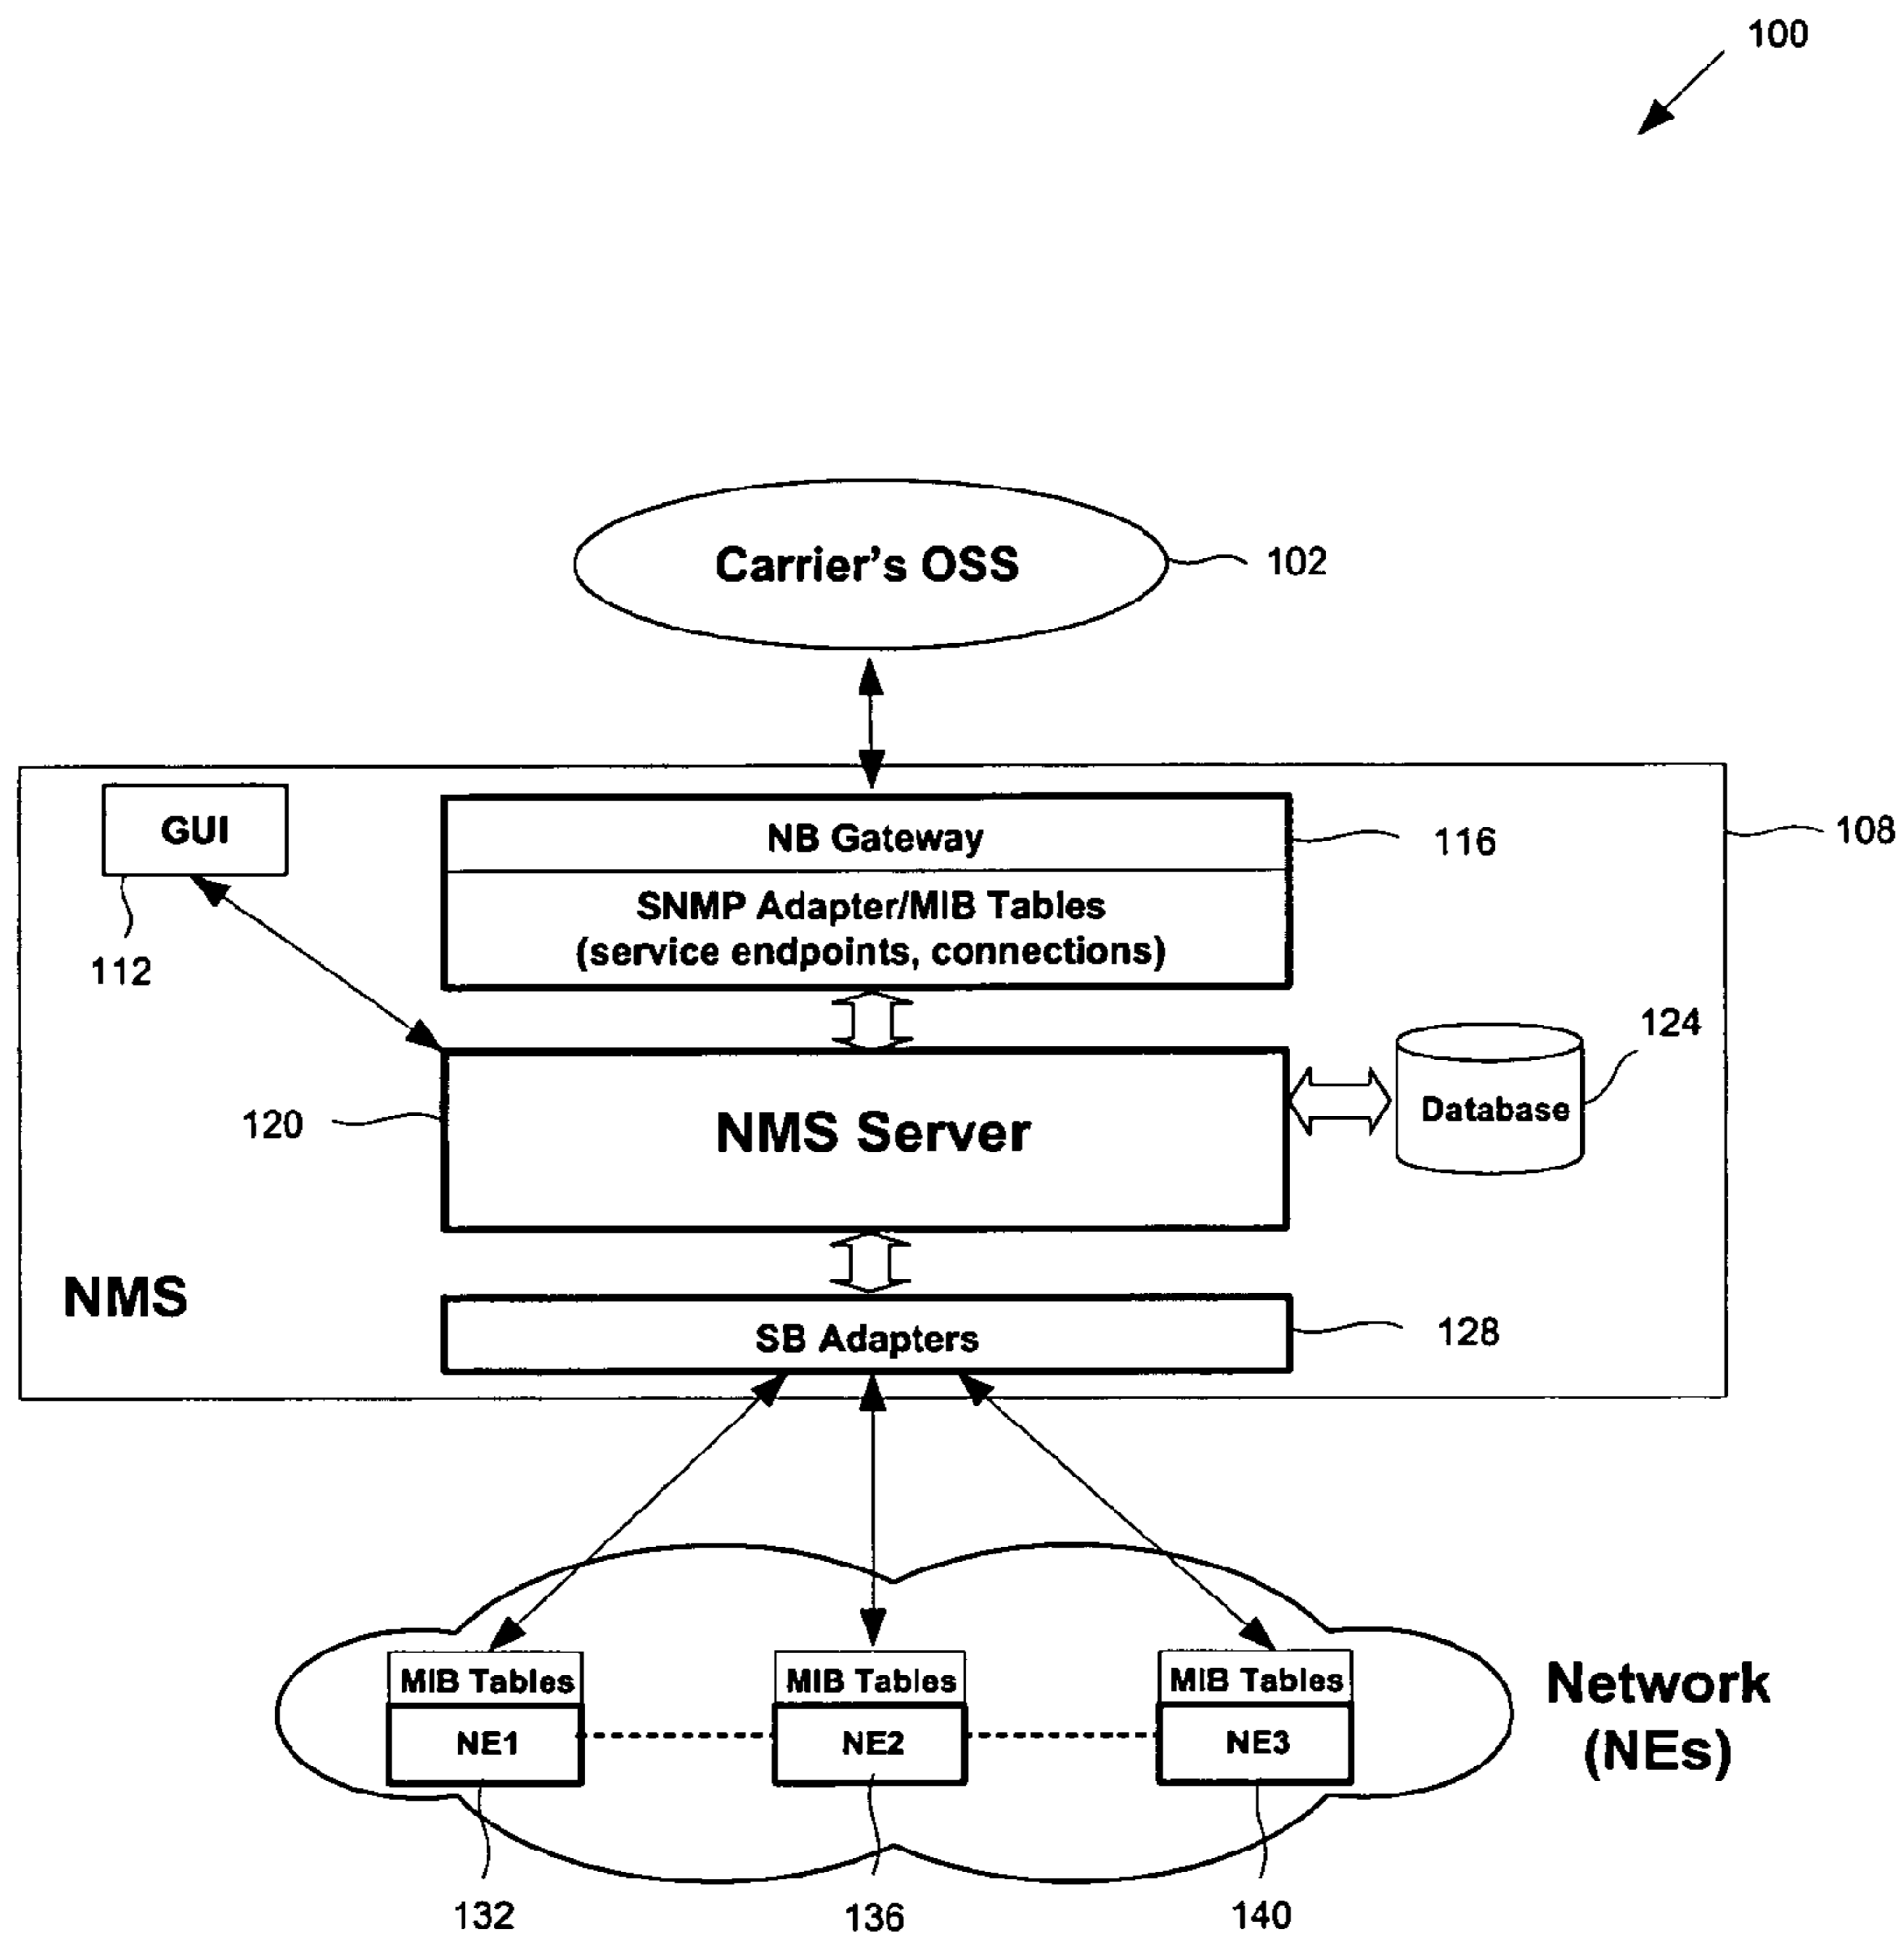 100
Carrier's OSS
102
GUI
NB Gateway
116
108
SNMP Adapter/MIB Tables
(service endpoints, connections)
112
124
Database
120
NMS Server
NMS
SB Adapters
128
MIB Tables
MIB Tables
MIB Tables
Network
(NEs)
NE1
NE2
NE3
132
136
140